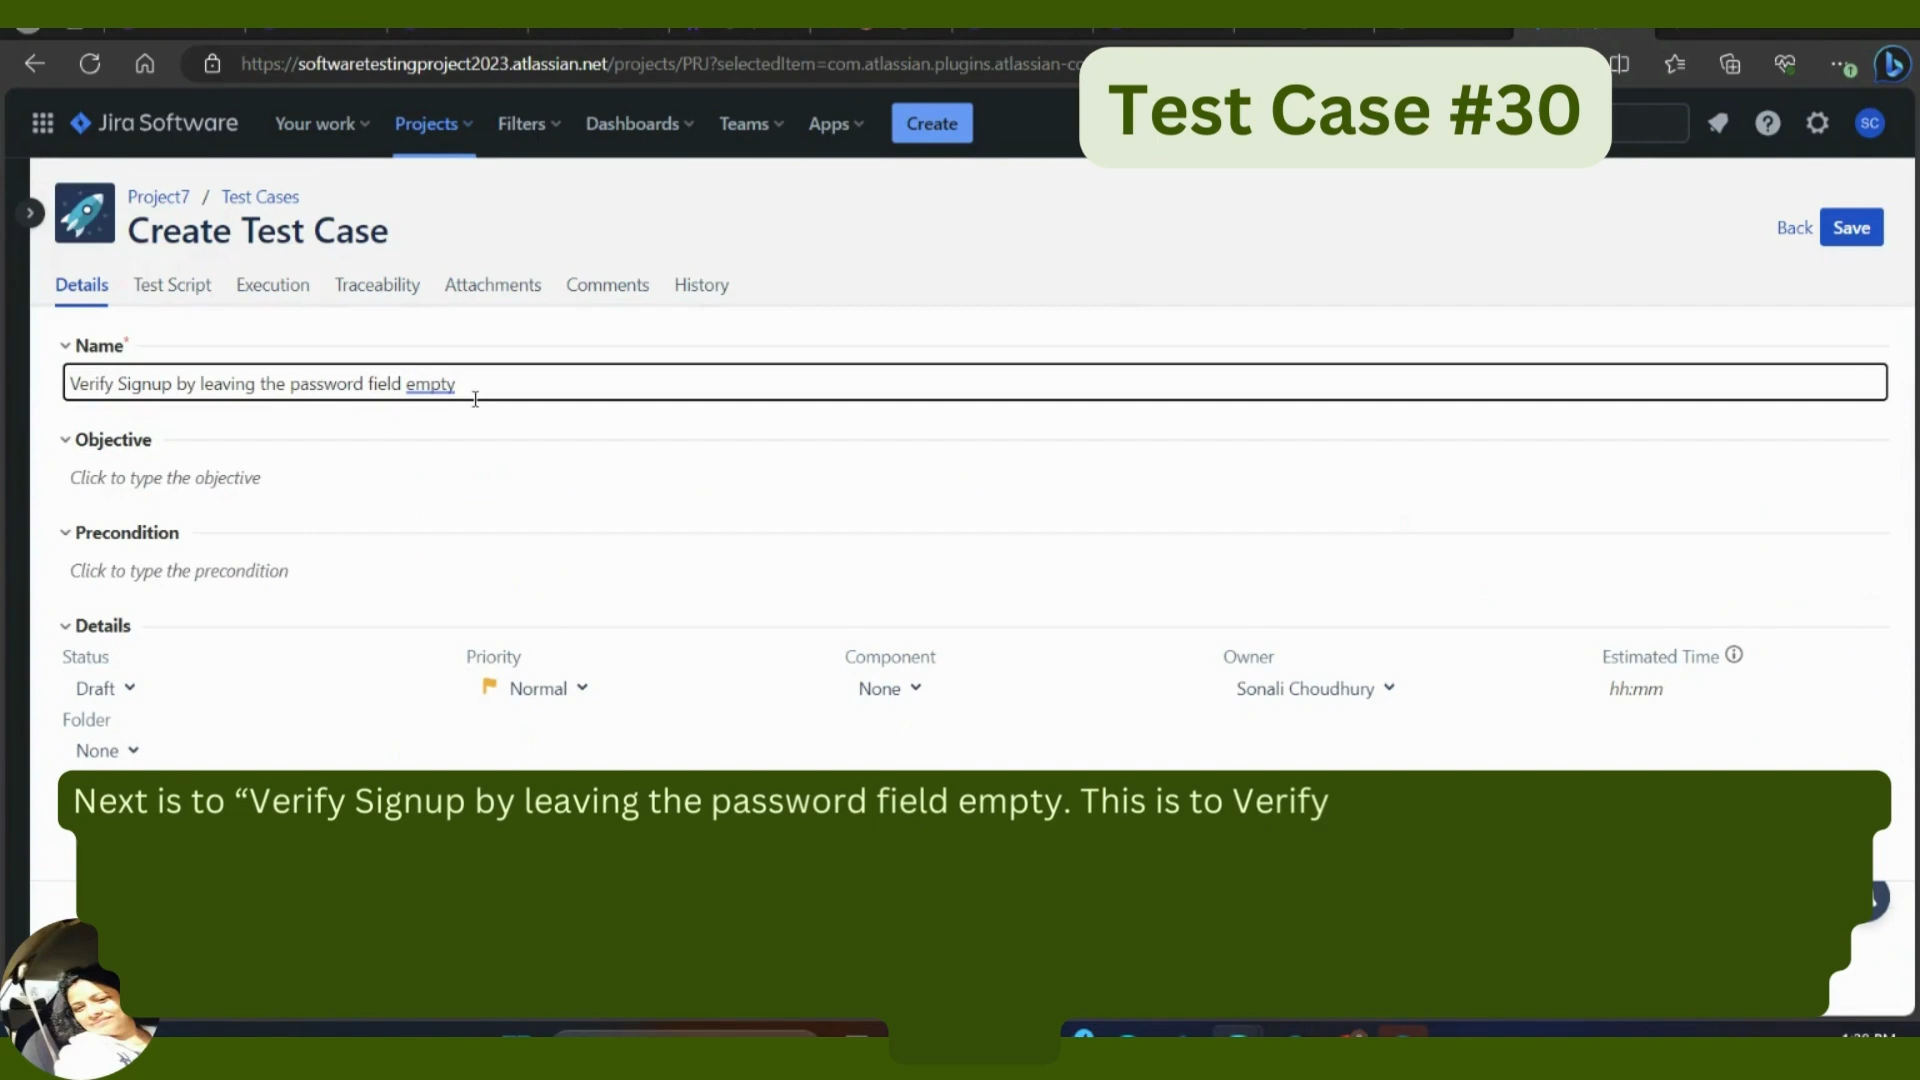 https://softwaretestingproject2023.atlassian.net/projects/PRJ?selectedItem=com.atlassian.plugins.atlassian-co
Test Case #30
Jira Software
Your work
Projects
Filters
Dashboards
Teams
Apps
Create
SC
Project7 / Test Cases
Create Test Case
Back
Save
Details
Test Script
Execution
Traceability
Attachments
Comments
History
Name*
Verify Signup by leaving the password field empty
Objective
Click to type the objective
Precondition
Click to type the precondition
Details
Status
Priority
Component
Owner
Estimated Time
Draft
Normal
None
Sonali Choudhury
hh:mm
Folder
None
Next is to “Verify Signup by leaving the password field empty. This is to Verify